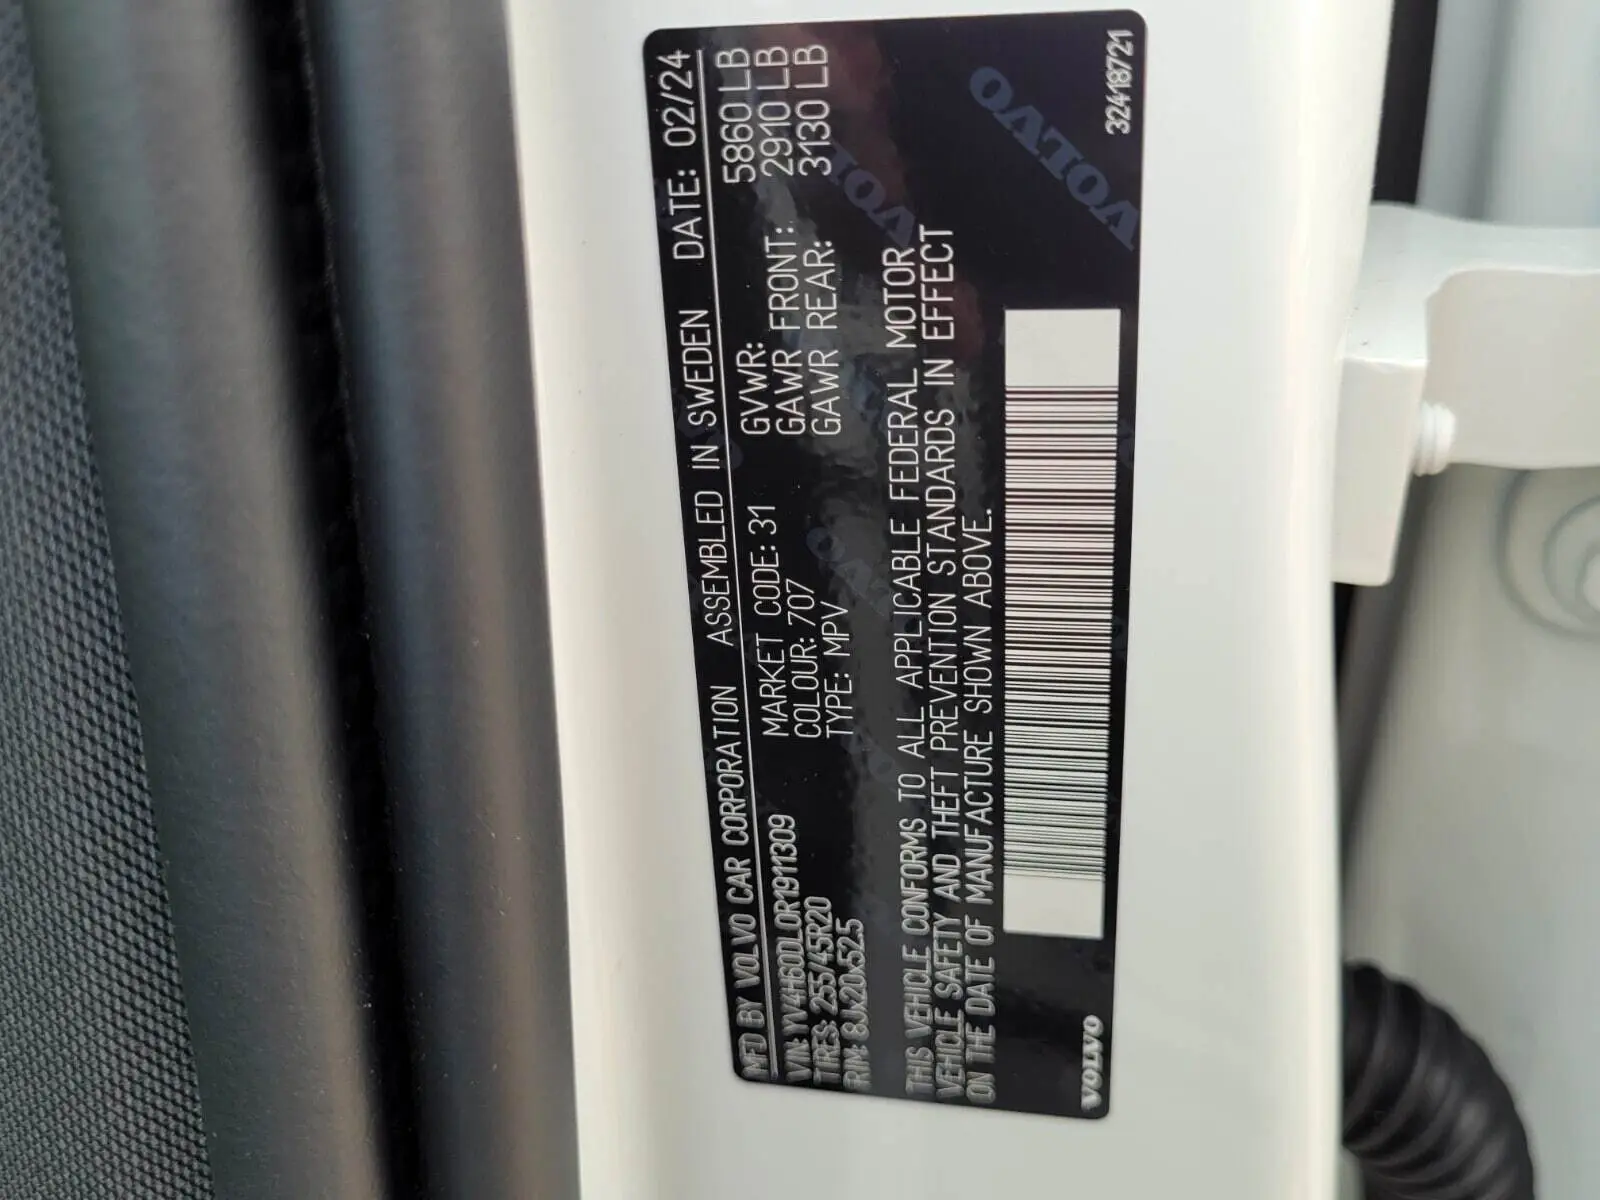 MFD BY VOLVO CAR CORPORATION ASSEMBLED IN SWEDEN DATE: 02/24
VIN: YV4H60DL0R1911309 MARKET CODE: 31 GVWR: 5860 LB
TIRES: 255/45R20 COLOUR: 707 GAWR FRONT: 2910 LB
RIM: 8Jx20x52.5 TYPE: MPV GAWR REAR: 3130 LB
THIS VEHICLE CONFORMS TO ALL APPLICABLE FEDERAL MOTOR
VEHICLE SAFETY AND THEFT PREVENTION STANDARDS IN EFFECT
ON THE DATE OF MANUFACTURE SHOWN ABOVE.
VOLVO 32418721